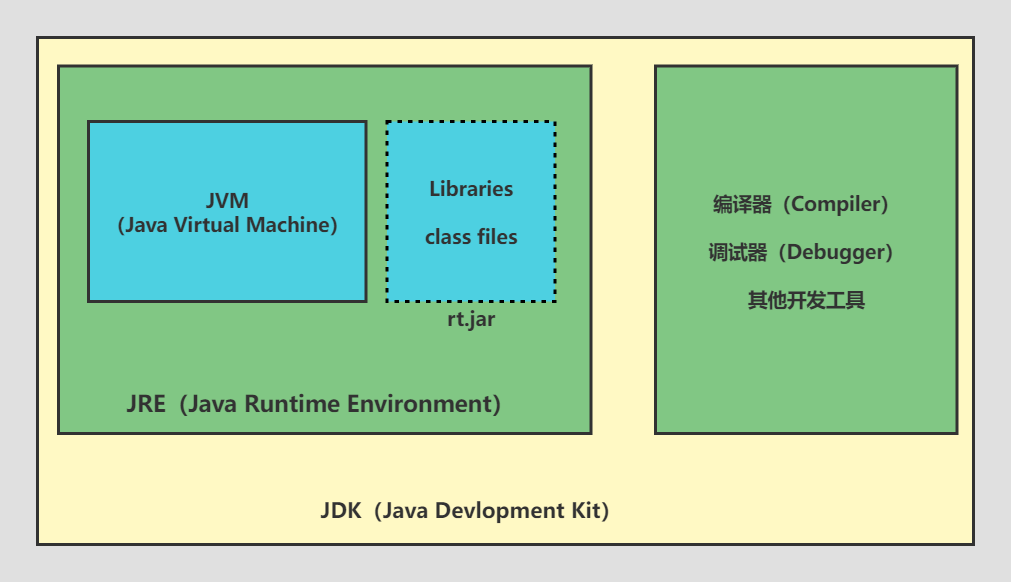 JVM
(Java Virtual Machine)
Libraries
class files
rt.jar
JRE（Java Runtime Environment）
编译器（Compiler）
调试器（Debugger）
其他开发工具
JDK（Java Devlopment Kit）